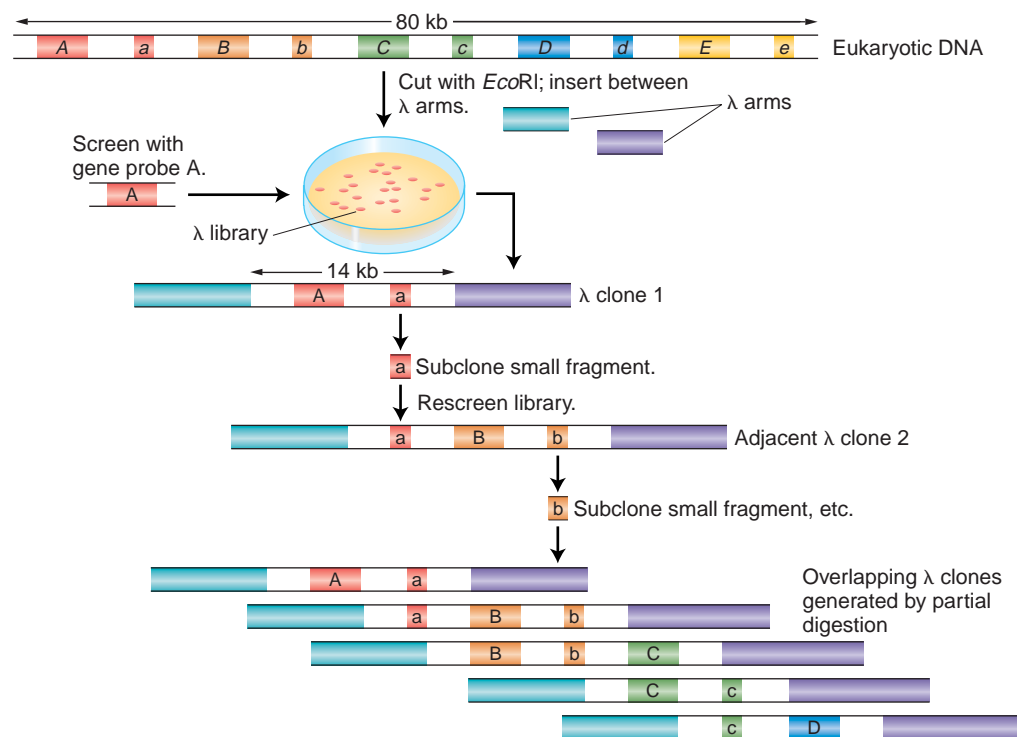 80 kb
A a B b C c D d E e Eukaryotic DNA
Cut with EcoRI; insert between
λ arms.
λ arms
Screen with
gene probe A.
A
λ library
14 kb
A a λ clone 1
a Subclone small fragment.
Rescreen library.
a B b Adjacent λ clone 2
b Subclone small fragment, etc.
A a
Overlapping λ clones
generated by partial
digestion
a B b
B b C
C c
c D